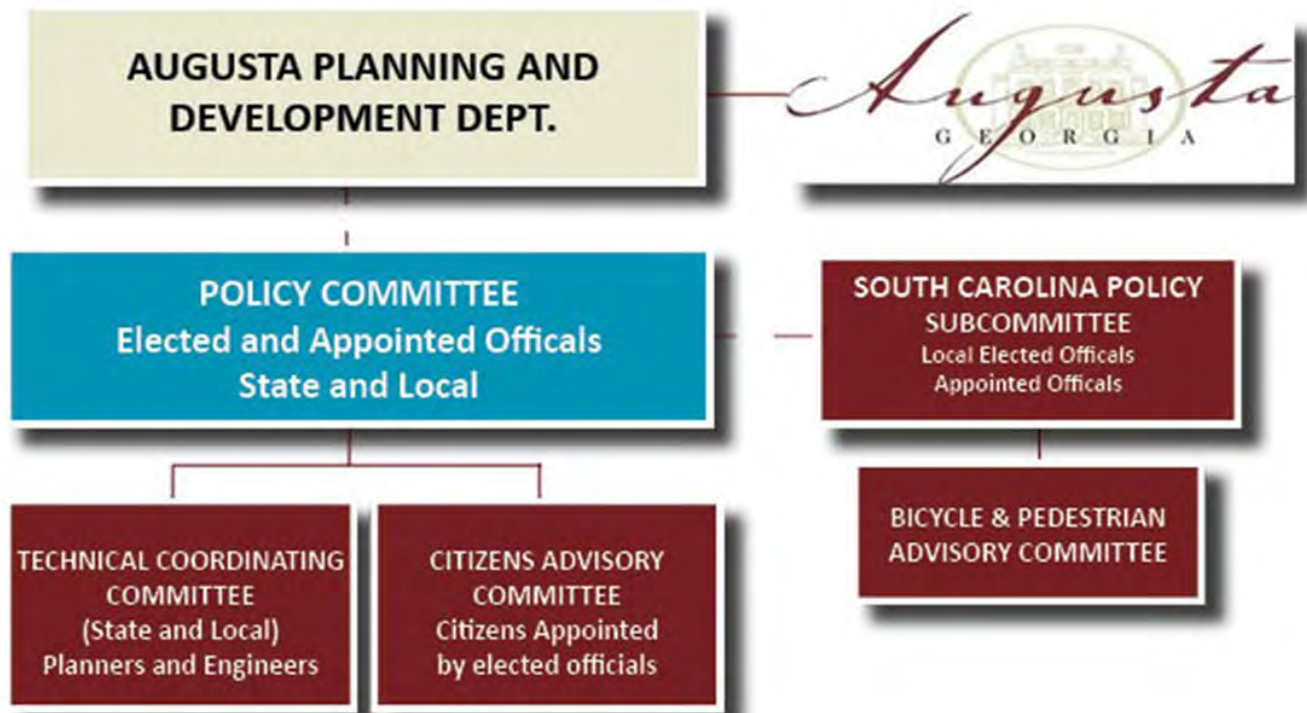 AUGUSTA PLANNING AND
DEVELOPMENT DEPT.
Augusta
GEORGIA
POLICY COMMITTEE
Elected and Appointed Officals
State and Local
SOUTH CAROLINA POLICY
SUBCOMMITTEE
Local Elected Officals
Appointed Officals
TECHNICAL COORDINATING
COMMITTEE
(State and Local)
Planners and Engineers
CITIZENS ADVISORY
COMMITTEE
Citizens Appointed
by elected officials
BICYCLE & PEDESTRIAN
ADVISORY COMMITTEE